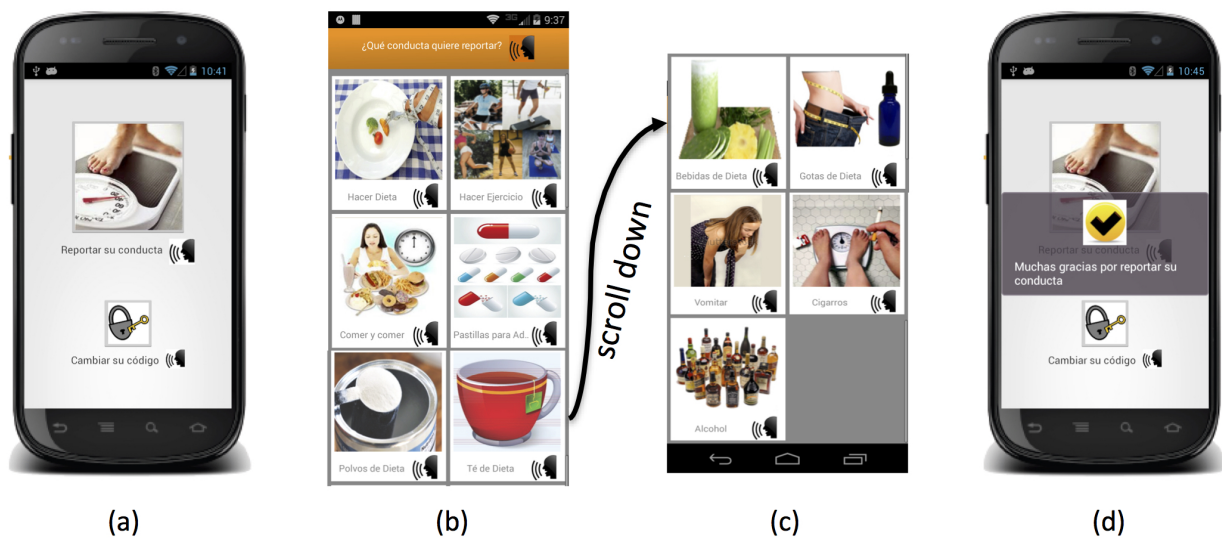 10:41
Reportar su conducta
Cambiar su código
(a)
3G 9:37
¿Qué conducta quiere reportar?
Hacer Dieta
Hacer Ejercicio
Comer y comer
Pastillas para Ad..
Polvos de Dieta
Té de Dieta
(b)
scroll down
Bebidas de Dieta
Gotas de Dieta
Vomitar
Cigarros
Alcohol
(c)
10:45
Reportar su conducta
Muchas gracias por reportar su
conducta
Cambiar su código
(d)